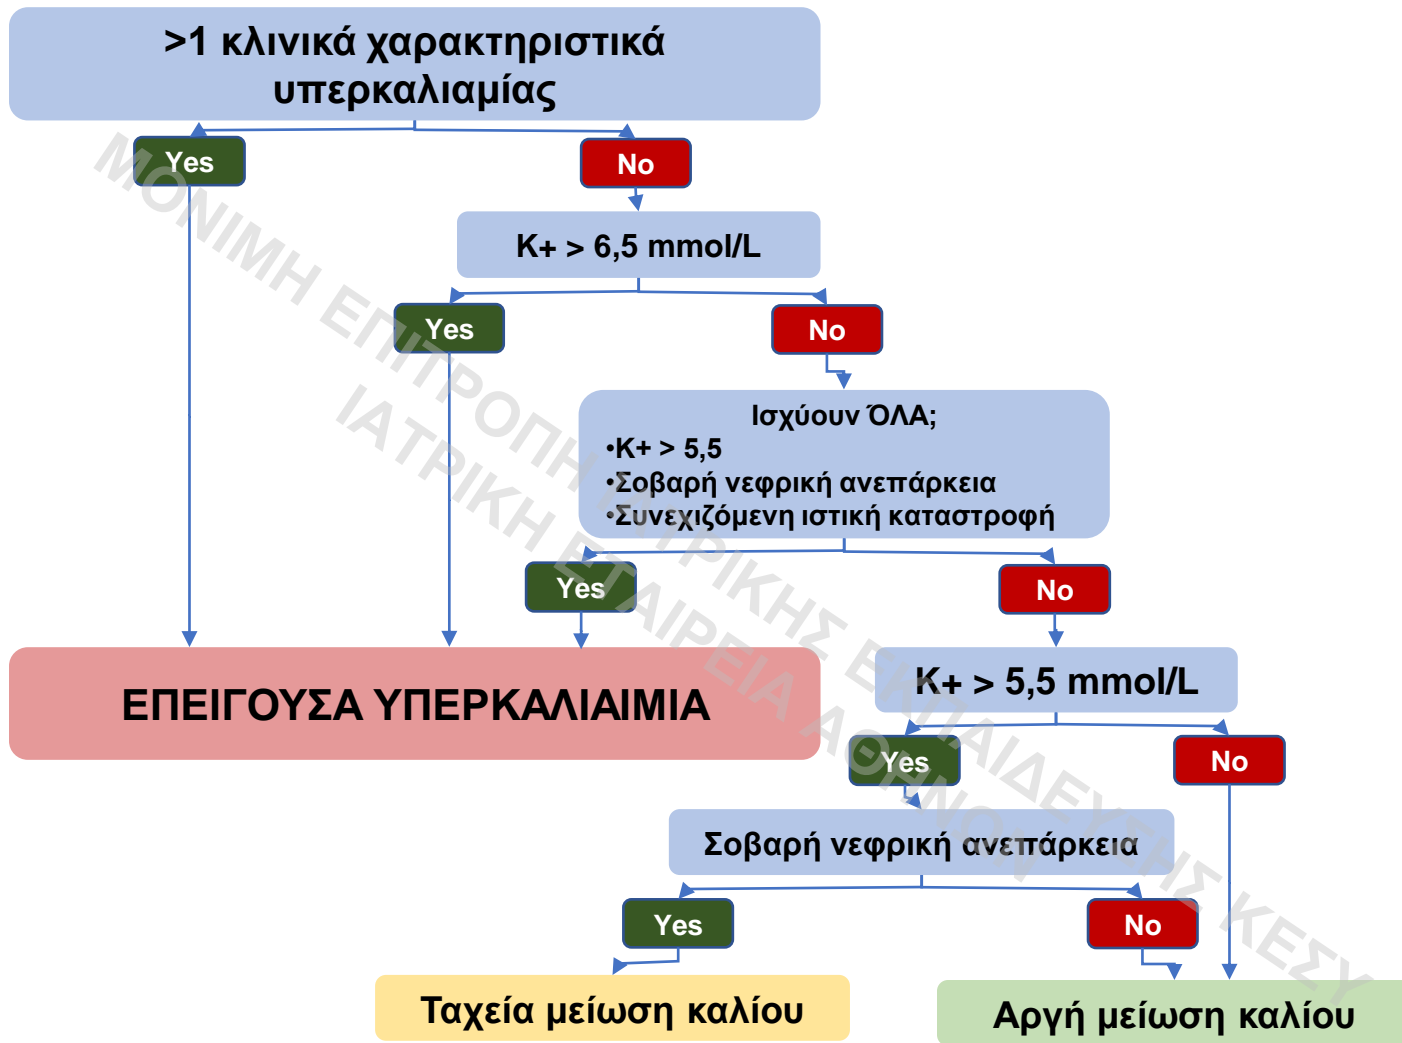 >1 κλινικά χαρακτηριστικά
υπερκαλιαμίας
Yes
No
K+ > 6,5 mmol/L
Yes
No
Ισχύουν ΌΛΑ;
•K+ > 5,5
•Σοβαρή νεφρική ανεπάρκεια
•Συνεχιζόμενη ιστική καταστροφή
Yes
No
ΕΠΕΙΓΟΥΣΑ ΥΠΕΡΚΑΛΙΑΙΜΙΑ
K+ > 5,5 mmol/L
Yes
No
Σοβαρή νεφρική ανεπάρκεια
Yes
No
Ταχεία μείωση καλίου
Αργή μείωση καλίου
ΜΟΝΙΜΗ ΕΠΙΤΡΟΠΗ ΙΑΤΡΙΚΗΣ ΕΚΠΑΙΔΕΥΣΗΣ ΚΕΣΥ
ΙΑΤΡΙΚΗ ΕΤΑΙΡΕΙΑ ΑΘΗΝΩΝ